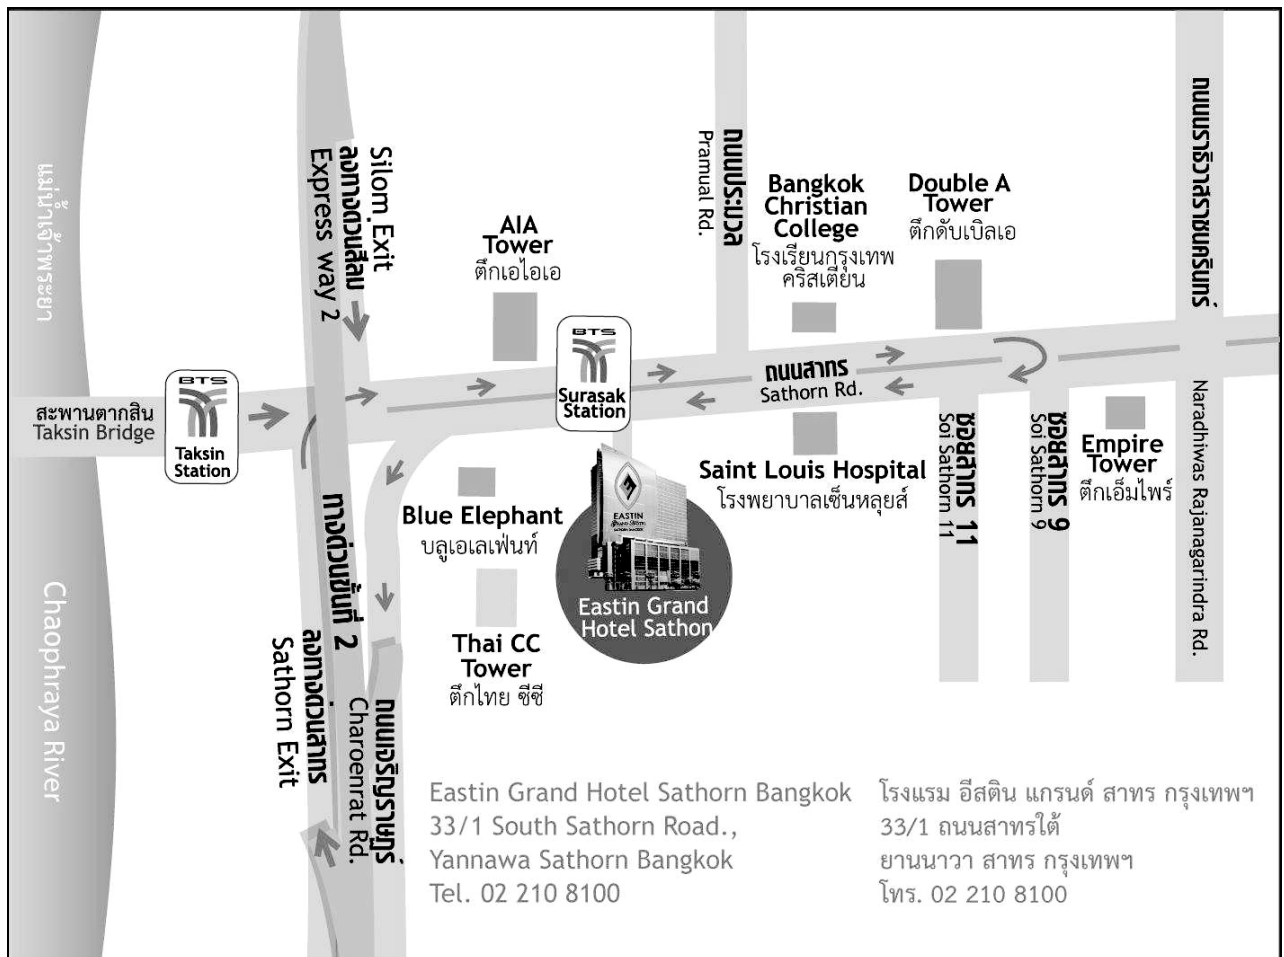 แม่น้ำเจ้าพระยา
Chaophraya River
สะพานตากสิน
Taksin Bridge
BTS
Taksin
Station
Silom Exit
ลงทางด่วนสีลม
Express way 2
ทางด่วนขั้นที่ 2
ลงทางด่วนสาทร
Sathorn Exit
ถนนเจริญราษฎร์
Charoenrat Rd.
AIA
Tower
ตึกเอไอเอ
BTS
Surasak
Station
ถนนประมวล
Pramual Rd.
Bangkok
Christian
College
โรงเรียนกรุงเทพ
คริสเตียน
Double A
Tower
ตึกดับเบิลเอ
ถนนนราธิวาสราชนครินทร์
Naradhiwas Rajanagarindra Rd.
ถนนสาทร
Sathorn Rd.
Blue Elephant
บลูเอเลเฟ่นท์
Thai CC
Tower
ตึกไทย ซีซี
EASTIN
Eastin Grand
Hotel Sathon
Saint Louis Hospital
โรงพยาบาลเซ็นหลุยส์
ซอยสาทร 11
Soi Sathorn 11
ซอยสาทร 9
Soi Sathorn 9
Empire
Tower
ตึกเอ็มไพร์
Eastin Grand Hotel Sathorn Bangkok
33/1 South Sathorn Road.,
Yannawa Sathorn Bangkok
Tel. 02 210 8100
โรงแรม อีสติน แกรนด์ สาทร กรุงเทพฯ
33/1 ถนนสาทรใต้
ยานนาวา สาทร กรุงเทพฯ
โทร. 02 210 8100